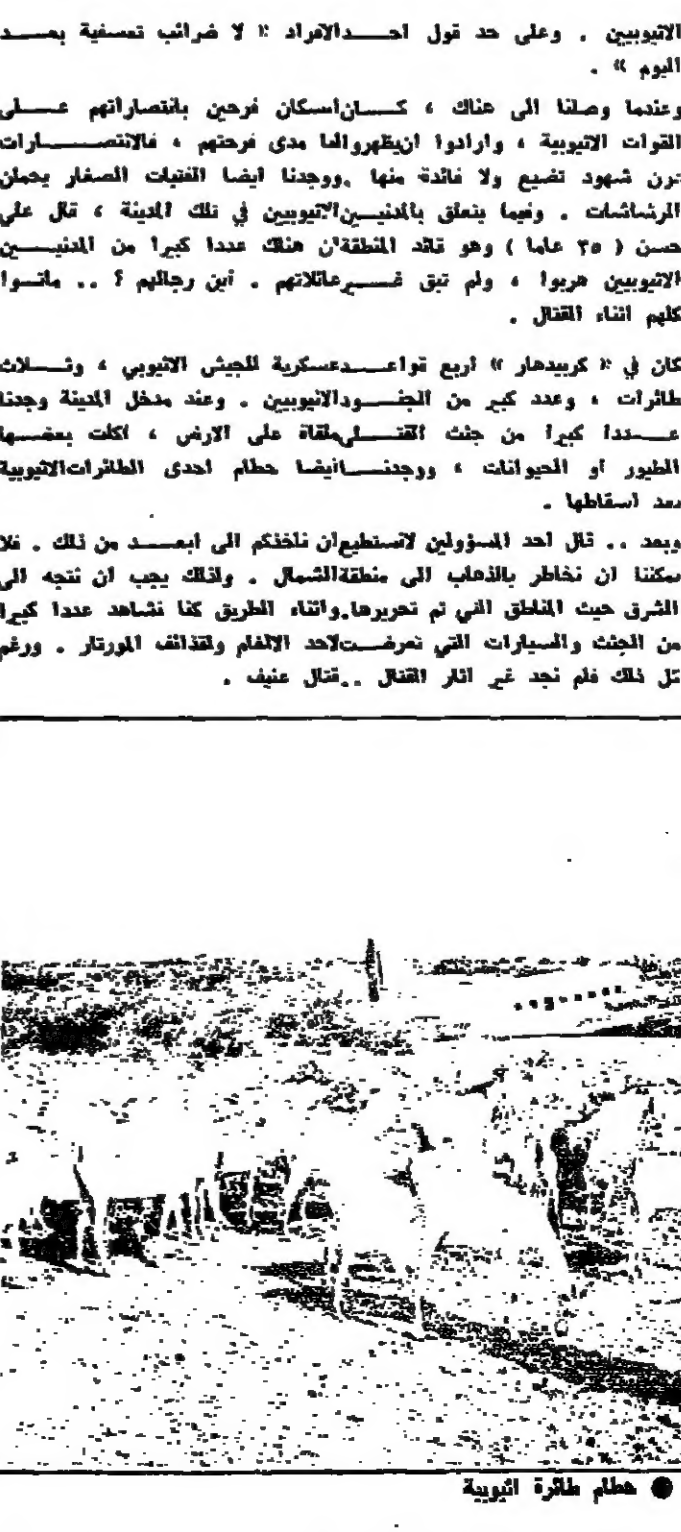 الاثيوبيين . وعلى حد قول احد الافراد « لا ضرائب تعسفية بعد
اليوم » .
وعندما وصلنا الى هناك ، كان السكان فرحين بانتصاراتهم على
القوات الاثيوبية ، وارادوا ان يظهروا لنا مدى فرحتهم ، فالانتصارات
دون شهود تضيع ولا فائدة منها . ووجدنا ايضا الفتيات الصغار يحملن
الرشاشات . وفيما يتعلق بالمدنيين الاثيوبيين في تلك المدينة ، قال علي
حسن ( ٣٥ عاما ) وهو قائد المنطقة ان هناك عددا كبيرا من المدنيين
الاثيوبيين هربوا ، ولم تبق غير عائلاتهم . أين رجالهم ؟ .. ماتوا
كلهم اثناء القتال .
كان في « كربيدهار » اربع قواعد عسكرية للجيش الاثيوبي ، وثلاث
طائرات ، وعدد كبير من الجنود الاثيوبيين . وعند مدخل المدينة وجدنا
عددا كبيرا من جثث القتلى ملقاة على الارض ، اكلت بعضها
الطيور او الحيوانات ، ووجدنا ايضا حطام احدى الطائرات الاثيوبية
بعد اسقاطها .
وبعد .. قال احد المسؤولين لانستطيع ان ناخذكم الى ابعد من ذلك . فلا
يمكننا ان نخاطر بالذهاب الى منطقة الشمال . ولذلك يجب ان نتجه الى
الشرق حيث المناطق التي تم تحريرها . واثناء الطريق كنا نشاهد عددا كبيرا
من الجثث والسيارات التي تعرضت لاحد الالغام ولقذائف المورتار . ورغم
كل ذلك فلم نجد غير اثار القتال .. قتال عنيف .
● حطام طائرة اثيوبية